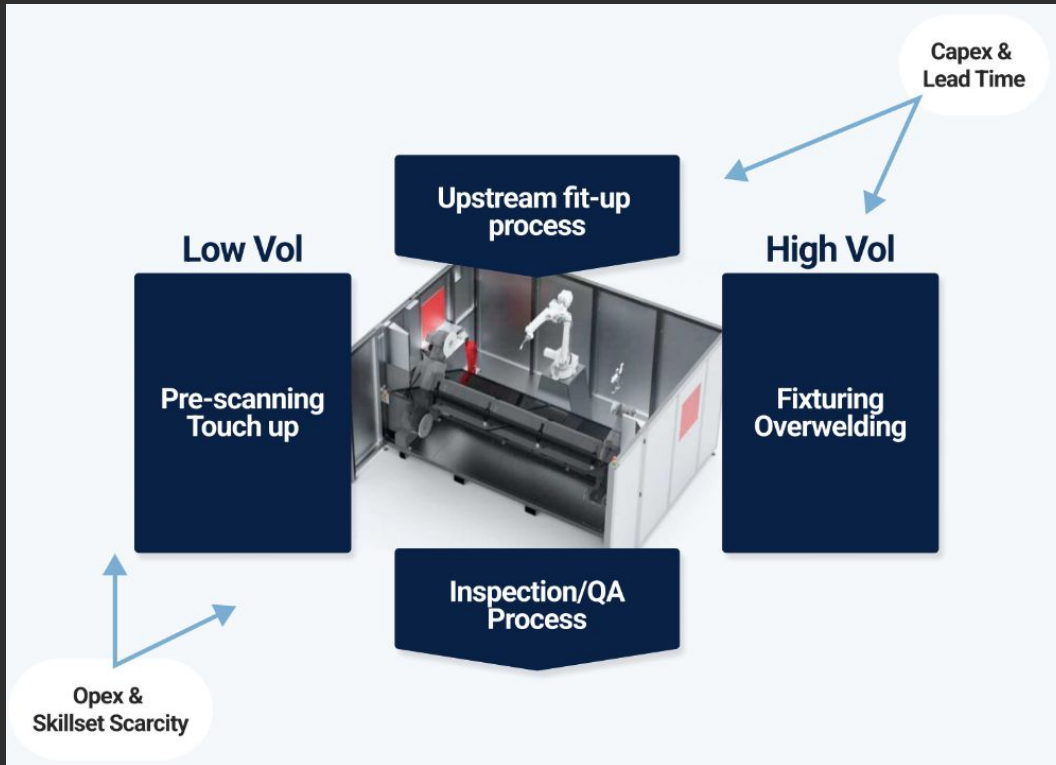 Capex &
Lead Time
Upstream fit-up
process
Low Vol
High Vol
Pre-scanning
Touch up
Fixturing
Overwelding
Inspection/QA
Process
Opex &
Skillset Scarcity